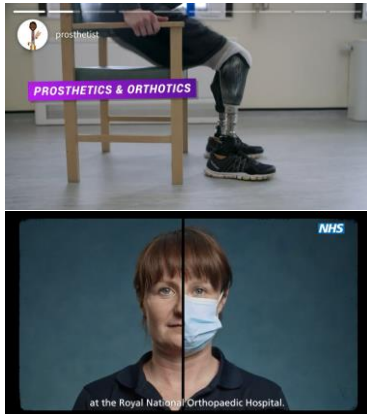 prosthetist
PROSTHETICS & ORTHOTICS
NHS
at the Royal National Orthopaedic Hospital.